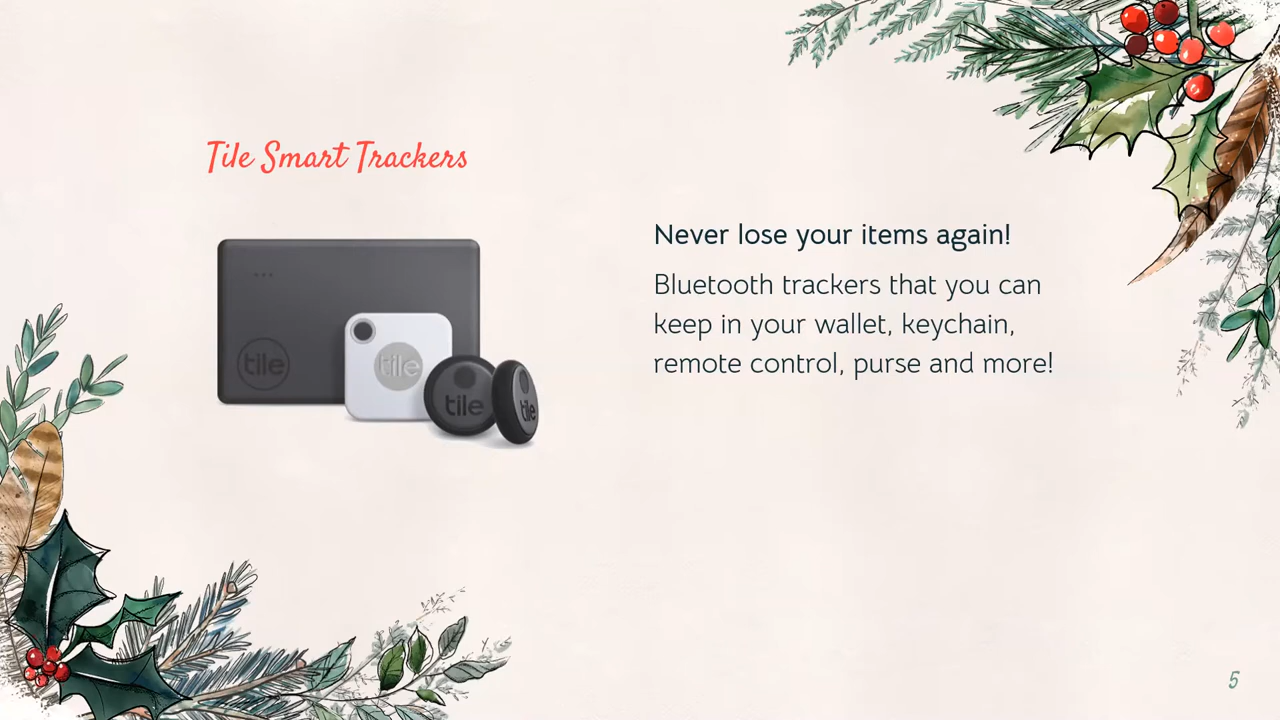 Tile Smart Trackers
Never lose your items again!
Bluetooth trackers that you can
keep in your wallet, keychain,
remote control, purse and more!
tile
tile
tile
tile
5